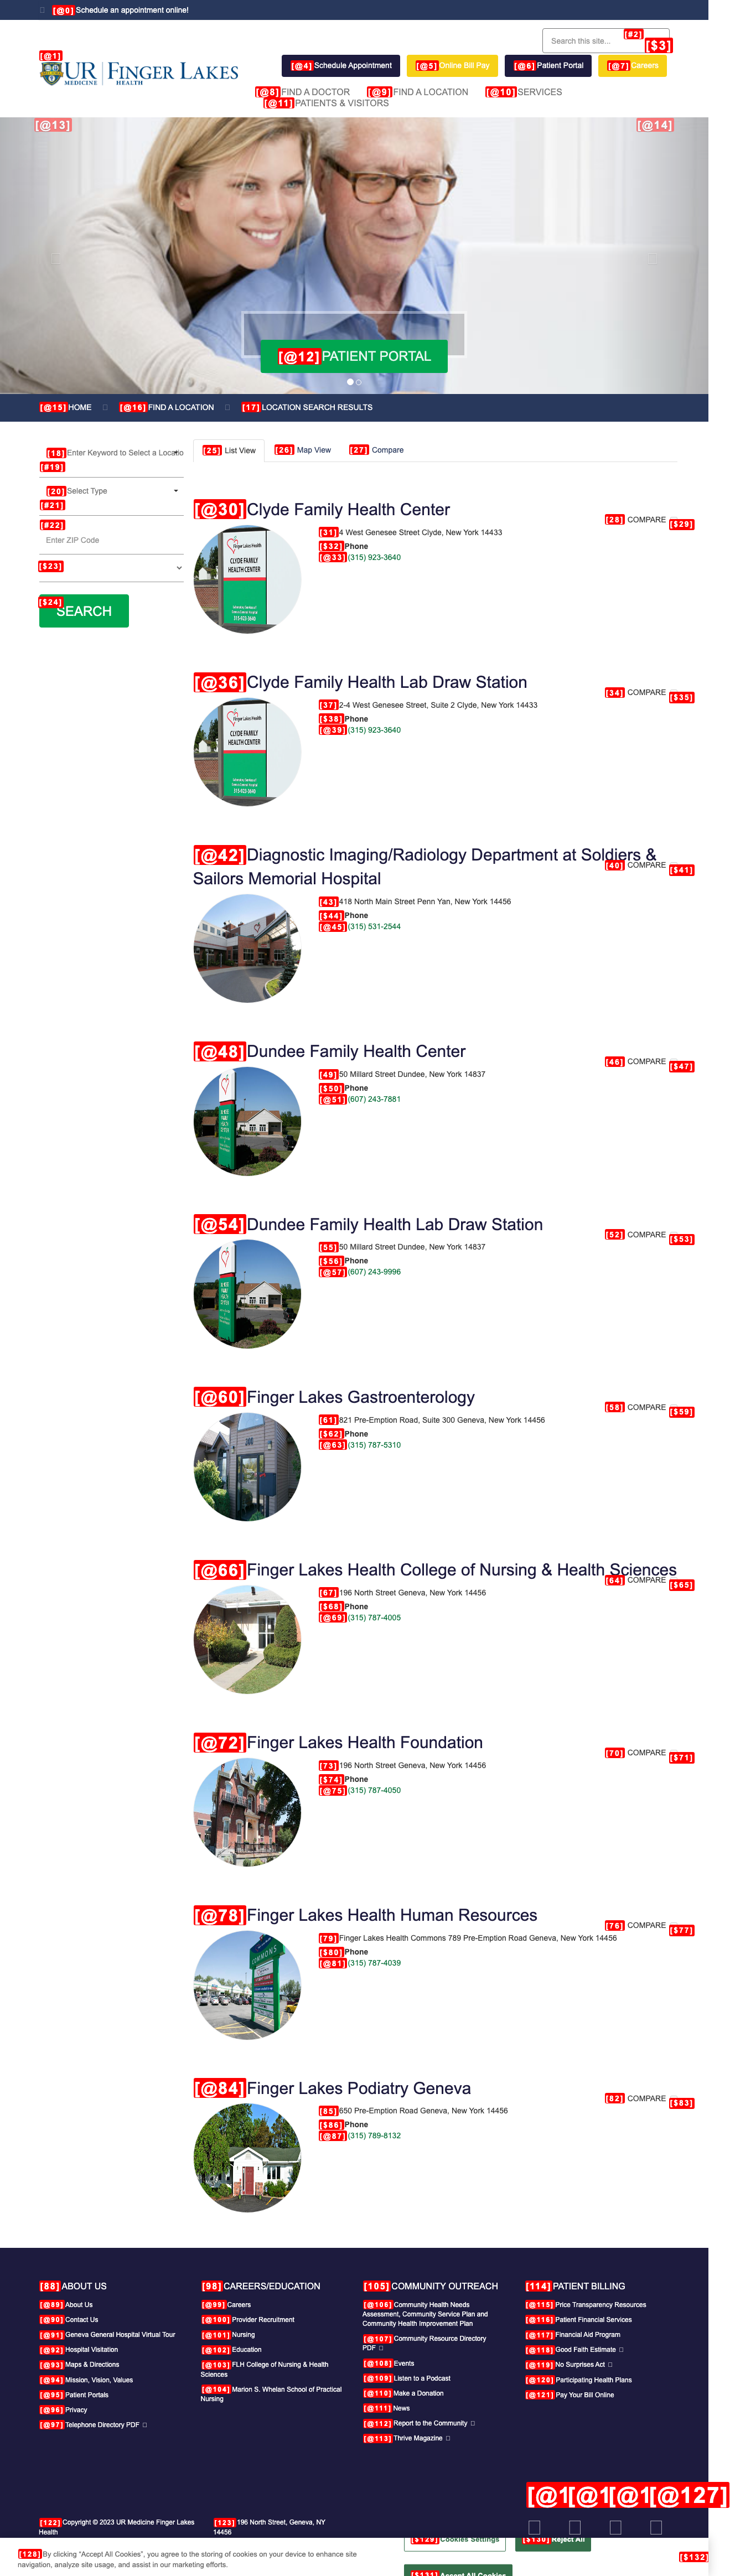 [@0] Schedule an appointment online!
[#2]
Search this site...
[$3]
[@1]
UR MEDICINE | FINGER LAKES HEALTH
[@4] Schedule Appointment [@5] Online Bill Pay [@6] Patient Portal [@7] Careers
[@8] FIND A DOCTOR [@9] FIND A LOCATION [@10] SERVICES
[@11] PATIENTS & VISITORS
[@13] [@14]
[@12] PATIENT PORTAL
[@15] HOME [@16] FIND A LOCATION [17] LOCATION SEARCH RESULTS
[18] Enter Keyword to Select a Locatio
[#19]
[20] Select Type
[#21]
[#22]
Enter ZIP Code
[$23]
[$24]
SEARCH
[25] List View [26] Map View [27] Compare
[@30] Clyde Family Health Center
[28] COMPARE [$29]
[31] 4 West Genesee Street Clyde, New York 14433
[$32] Phone
[@33] (315) 923-3640
Finger Lakes Health
CLYDE FAMILY
HEALTH CENTER
315-923-3640
[@36] Clyde Family Health Lab Draw Station
[34] COMPARE [$35]
[37] 2-4 West Genesee Street, Suite 2 Clyde, New York 14433
[$38] Phone
[@39] (315) 923-3640
Finger Lakes Health
CLYDE FAMILY
HEALTH CENTER
315-923-3640
[@42] Diagnostic Imaging/Radiology Department at Soldiers &
Sailors Memorial Hospital
[40] COMPARE [$41]
[43] 418 North Main Street Penn Yan, New York 14456
[$44] Phone
[@45] (315) 531-2544
[@48] Dundee Family Health Center
[46] COMPARE [$47]
[49] 50 Millard Street Dundee, New York 14837
[$50] Phone
[@51] (607) 243-7881
[@54] Dundee Family Health Lab Draw Station
[52] COMPARE [$53]
[55] 50 Millard Street Dundee, New York 14837
[$56] Phone
[@57] (607) 243-9996
[@60] Finger Lakes Gastroenterology
[58] COMPARE [$59]
[61] 821 Pre-Emption Road, Suite 300 Geneva, New York 14456
[$62] Phone
[@63] (315) 787-5310
[@66] Finger Lakes Health College of Nursing & Health Sciences
[64] COMPARE [$65]
[67] 196 North Street Geneva, New York 14456
[$68] Phone
[@69] (315) 787-4005
[@72] Finger Lakes Health Foundation
[70] COMPARE [$71]
[73] 196 North Street Geneva, New York 14456
[$74] Phone
[@75] (315) 787-4050
[@78] Finger Lakes Health Human Resources
[76] COMPARE [$77]
[79] Finger Lakes Health Commons 789 Pre-Emption Road Geneva, New York 14456
[$80] Phone
[@81] (315) 787-4039
COMMONS
[@84] Finger Lakes Podiatry Geneva
[82] COMPARE [$83]
[85] 650 Pre-Emption Road Geneva, New York 14456
[$86] Phone
[@87] (315) 789-8132
[88] ABOUT US
[@89] About Us
[@90] Contact Us
[@91] Geneva General Hospital Virtual Tour
[@92] Hospital Visitation
[@93] Maps & Directions
[@94] Mission, Vision, Values
[@95] Patient Portals
[@96] Privacy
[@97] Telephone Directory PDF
[98] CAREERS/EDUCATION
[@99] Careers
[@100] Provider Recruitment
[@101] Nursing
[@102] Education
[@103] FLH College of Nursing & Health
Sciences
[@104] Marion S. Whelan School of Practical
Nursing
[105] COMMUNITY OUTREACH
[@106] Community Health Needs
Assessment, Community Service Plan and
Community Health Improvement Plan
[@107] Community Resource Directory
PDF
[@108] Events
[@109] Listen to a Podcast
[@110] Make a Donation
[@111] News
[@112] Report to the Community
[@113] Thrive Magazine
[114] PATIENT BILLING
[@115] Price Transparency Resources
[@116] Patient Financial Services
[@117] Financial Aid Program
[@118] Good Faith Estimate
[@119] No Surprises Act
[@120] Participating Health Plans
[@121] Pay Your Bill Online
[@1[@1[@1[@127]
[122] Copyright © 2023 UR Medicine Finger Lakes
Health
[123] 196 North Street, Geneva, NY
14456
[128] By clicking "Accept All Cookies", you agree to the storing of cookies on your device to enhance site
navigation, analyze site usage, and assist in our marketing efforts.
[$129] Cookies Settings [$130] Reject All
[$131] Accept All Cookies
[$132]